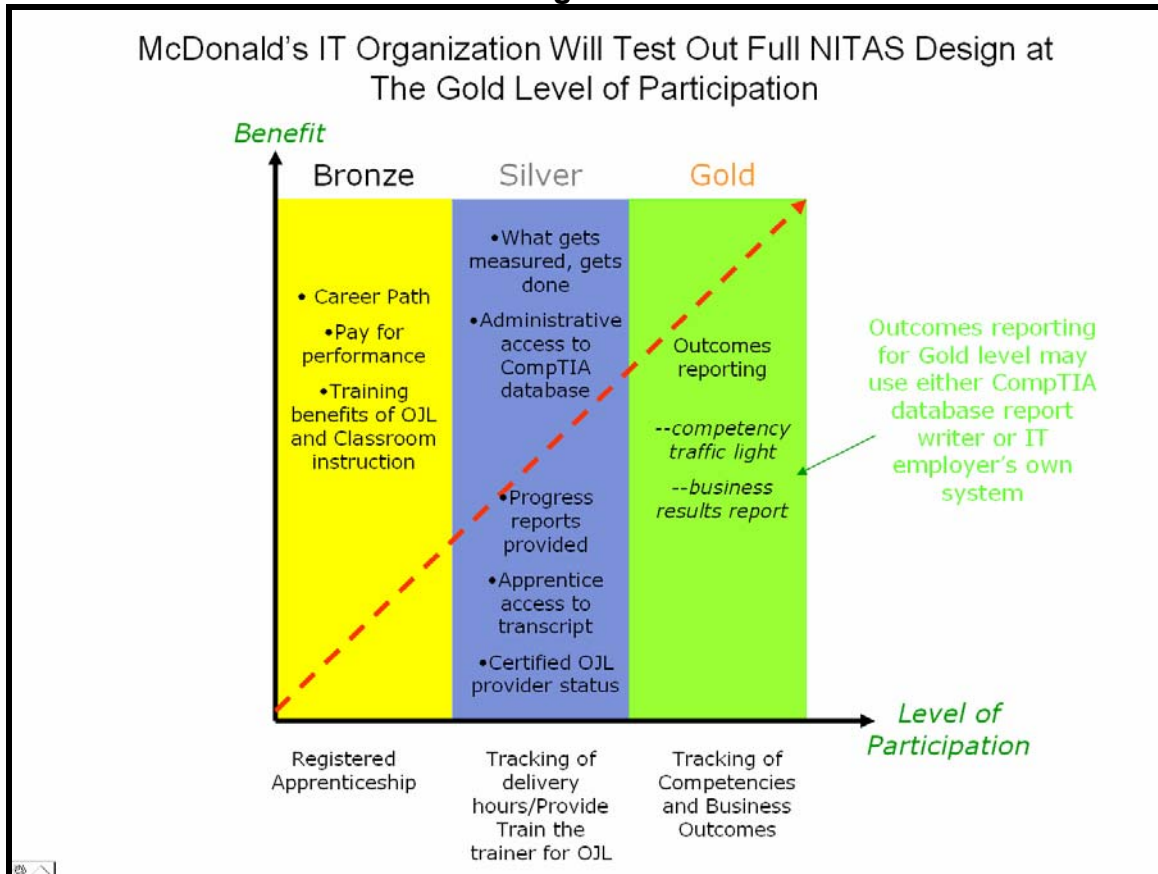 McDonald's IT Organization Will Test Out Full NITAS Design at
The Gold Level of Participation
Benefit
Bronze
Silver
Gold
• Career Path
•Pay for
performance
•Training
benefits of OJL
and Classroom
instruction
•What gets
measured, gets
done
•Administrative
access to
CompTIA
database
•Progress
reports
provided
•Apprentice
access to
transcript
•Certified OJL
provider status
Outcomes
reporting
--competency
traffic light
--business
results report
Outcomes reporting
for Gold level may
use either CompTIA
database report
writer or IT
employer's own
system
Level of
Participation
Registered
Apprenticeship
Tracking of
delivery
hours/Provide
Train the
trainer for OJL
Tracking of
Competencies
and Business
Outcomes